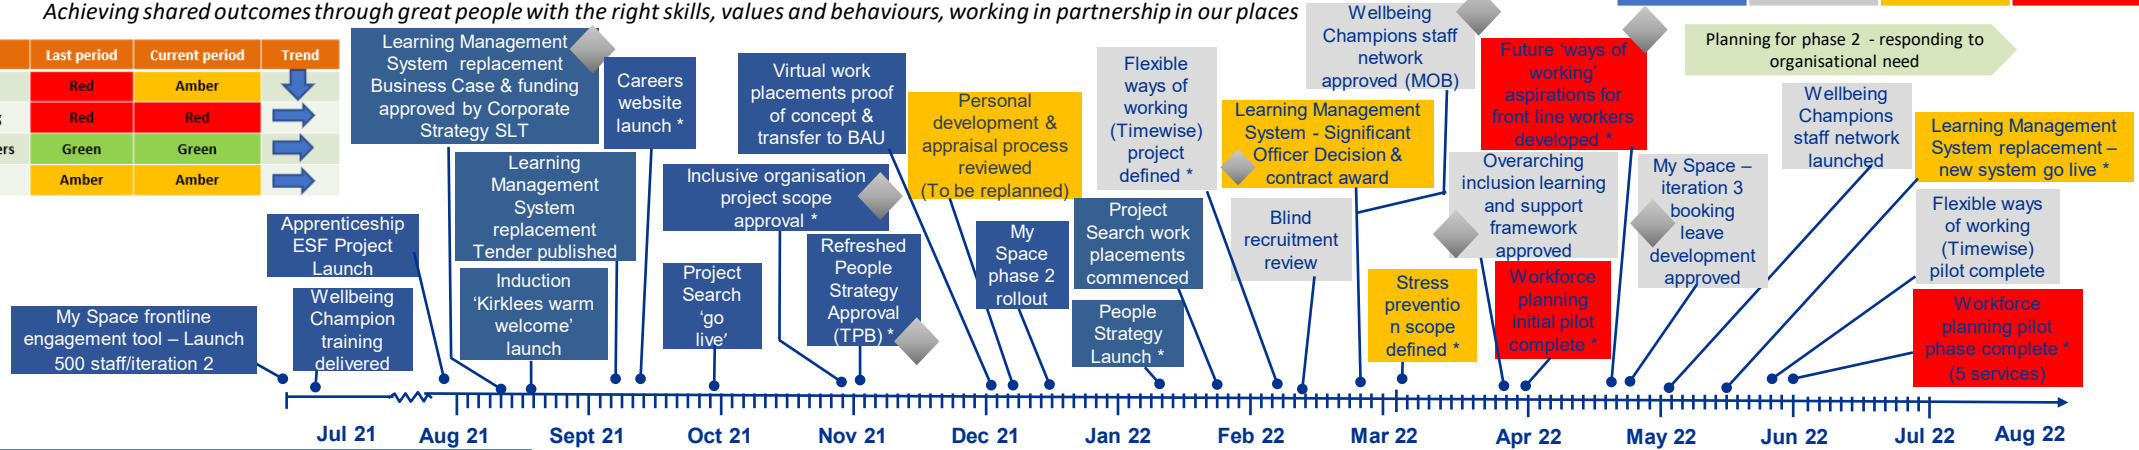 Achieving shared outcomes through great people with the right skills, values and behaviours, working in partnership in our places
Last period
Current period
Trend
Red
Amber
Red
Red
ers
Green
Green
Amber
Amber
My Space frontline
engagement tool – Launch
500 staff/iteration 2
Apprenticeship
ESF Project
Launch
Wellbeing
Champion
training
delivered
Learning Management
System replacement
Business Case & funding
approved by Corporate
Strategy SLT
Learning
Management
System
replacement
Tender published
Induction
‘Kirklees warm
welcome’
launch
Careers
website
launch *
Project
Search
‘go
live’
Inclusive organisation
project scope
approval *
Virtual work
placements proof
of concept &
transfer to BAU
Refreshed
People
Strategy
Approval
(TPB) *
Personal
development &
appraisal process
reviewed
(To be replanned)
My
Space
phase 2
rollout
Project
Search work
placements
commenced
People
Strategy
Launch *
Flexible
ways of
working
(Timewise)
project
defined *
Blind
recruitment
review
Learning Management
System - Significant
Officer Decision &
contract award
Wellbeing
Champions staff
network
approved (MOB)
Stress
preventio
n scope
defined *
Overarching
inclusion learning
and support
framework
approved
Workforce
planning
initial pilot
complete *
Future ‘ways of
working’
aspirations for
front line workers
developed *
My Space –
iteration 3
booking
leave
development
approved
Planning for phase 2 - responding to
organisational need
Wellbeing
Champions
staff network
launched
Learning Management
System replacement –
new system go live *
Flexible ways
of working
(Timewise)
pilot complete
Workforce
planning pilot
phase complete *
(5 services)
Jul 21
Aug 21
Sept 21
Oct 21
Nov 21
Dec 21
Jan 22
Feb 22
Mar 22
Apr 22
May 22
Jun 22
Jul 22
Aug 22